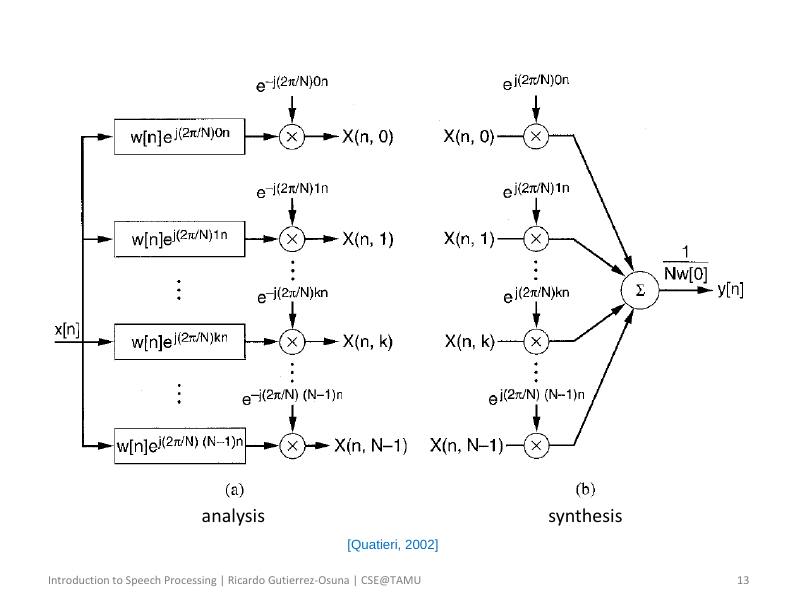 e^–j(2π/N)0n
e^j(2π/N)0n
w[n]e^j(2π/N)0n
×
X(n, 0)
X(n, 0)
×
e^–j(2π/N)1n
e^j(2π/N)1n
w[n]e^j(2π/N)1n
×
X(n, 1)
X(n, 1)
×
1
Nw[0]
Σ
y[n]
e^–j(2π/N)kn
e^j(2π/N)kn
x[n]
w[n]e^j(2π/N)kn
×
X(n, k)
X(n, k)
×
e^–j(2π/N) (N–1)n
e^j(2π/N) (N–1)n
w[n]e^j(2π/N) (N–1)n
×
X(n, N–1)
X(n, N–1)
×
(a)
(b)
analysis
synthesis
[Quatieri, 2002]
Introduction to Speech Processing | Ricardo Gutierrez-Osuna | CSE@TAMU
13